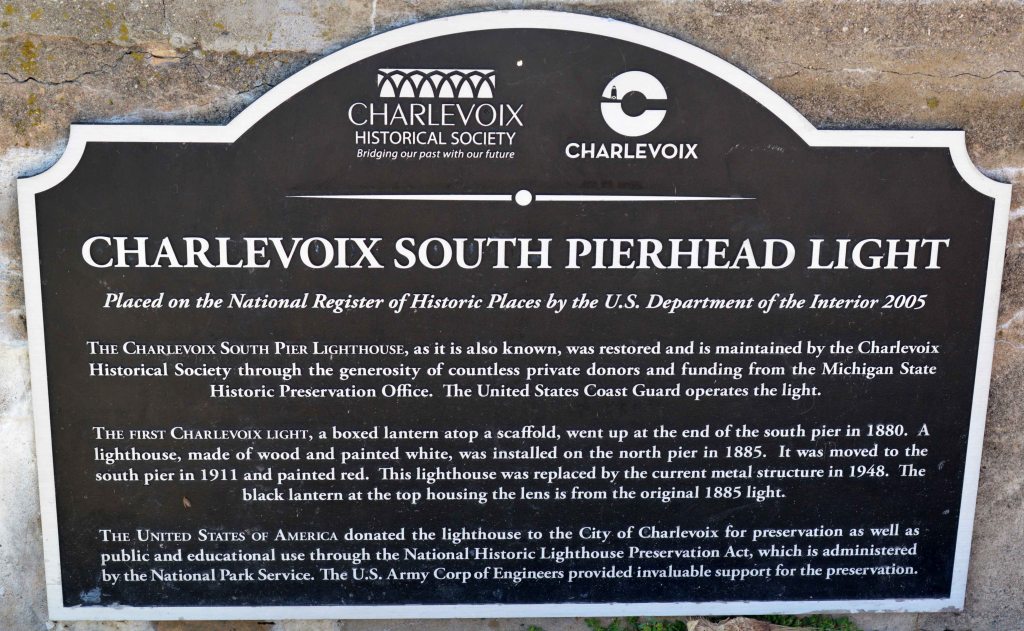 CHARLEVOIX
HISTORICAL SOCIETY
Bridging our past with our future
CHARLEVOIX
CHARLEVOIX SOUTH PIERHEAD LIGHT
Placed on the National Register of Historic Places by the U.S. Department of the Interior 2005
THE CHARLEVOIX SOUTH PIER LIGHTHOUSE, as it is also known, was restored and is maintained by the Charlevoix
Historical Society through the generosity of countless private donors and funding from the Michigan State
Historic Preservation Office. The United States Coast Guard operates the light.
THE FIRST CHARLEVOIX LIGHT, a boxed lantern atop a scaffold, went up at the end of the south pier in 1880. A
lighthouse, made of wood and painted white, was installed on the north pier in 1885. It was moved to the
south pier in 1911 and painted red. This lighthouse was replaced by the current metal structure in 1948. The
black lantern at the top housing the lens is from the original 1885 light.
THE UNITED STATES OF AMERICA donated the lighthouse to the City of Charlevoix for preservation as well as
public and educational use through the National Historic Lighthouse Preservation Act, which is administered
by the National Park Service. The U.S. Army Corp of Engineers provided invaluable support for the preservation.